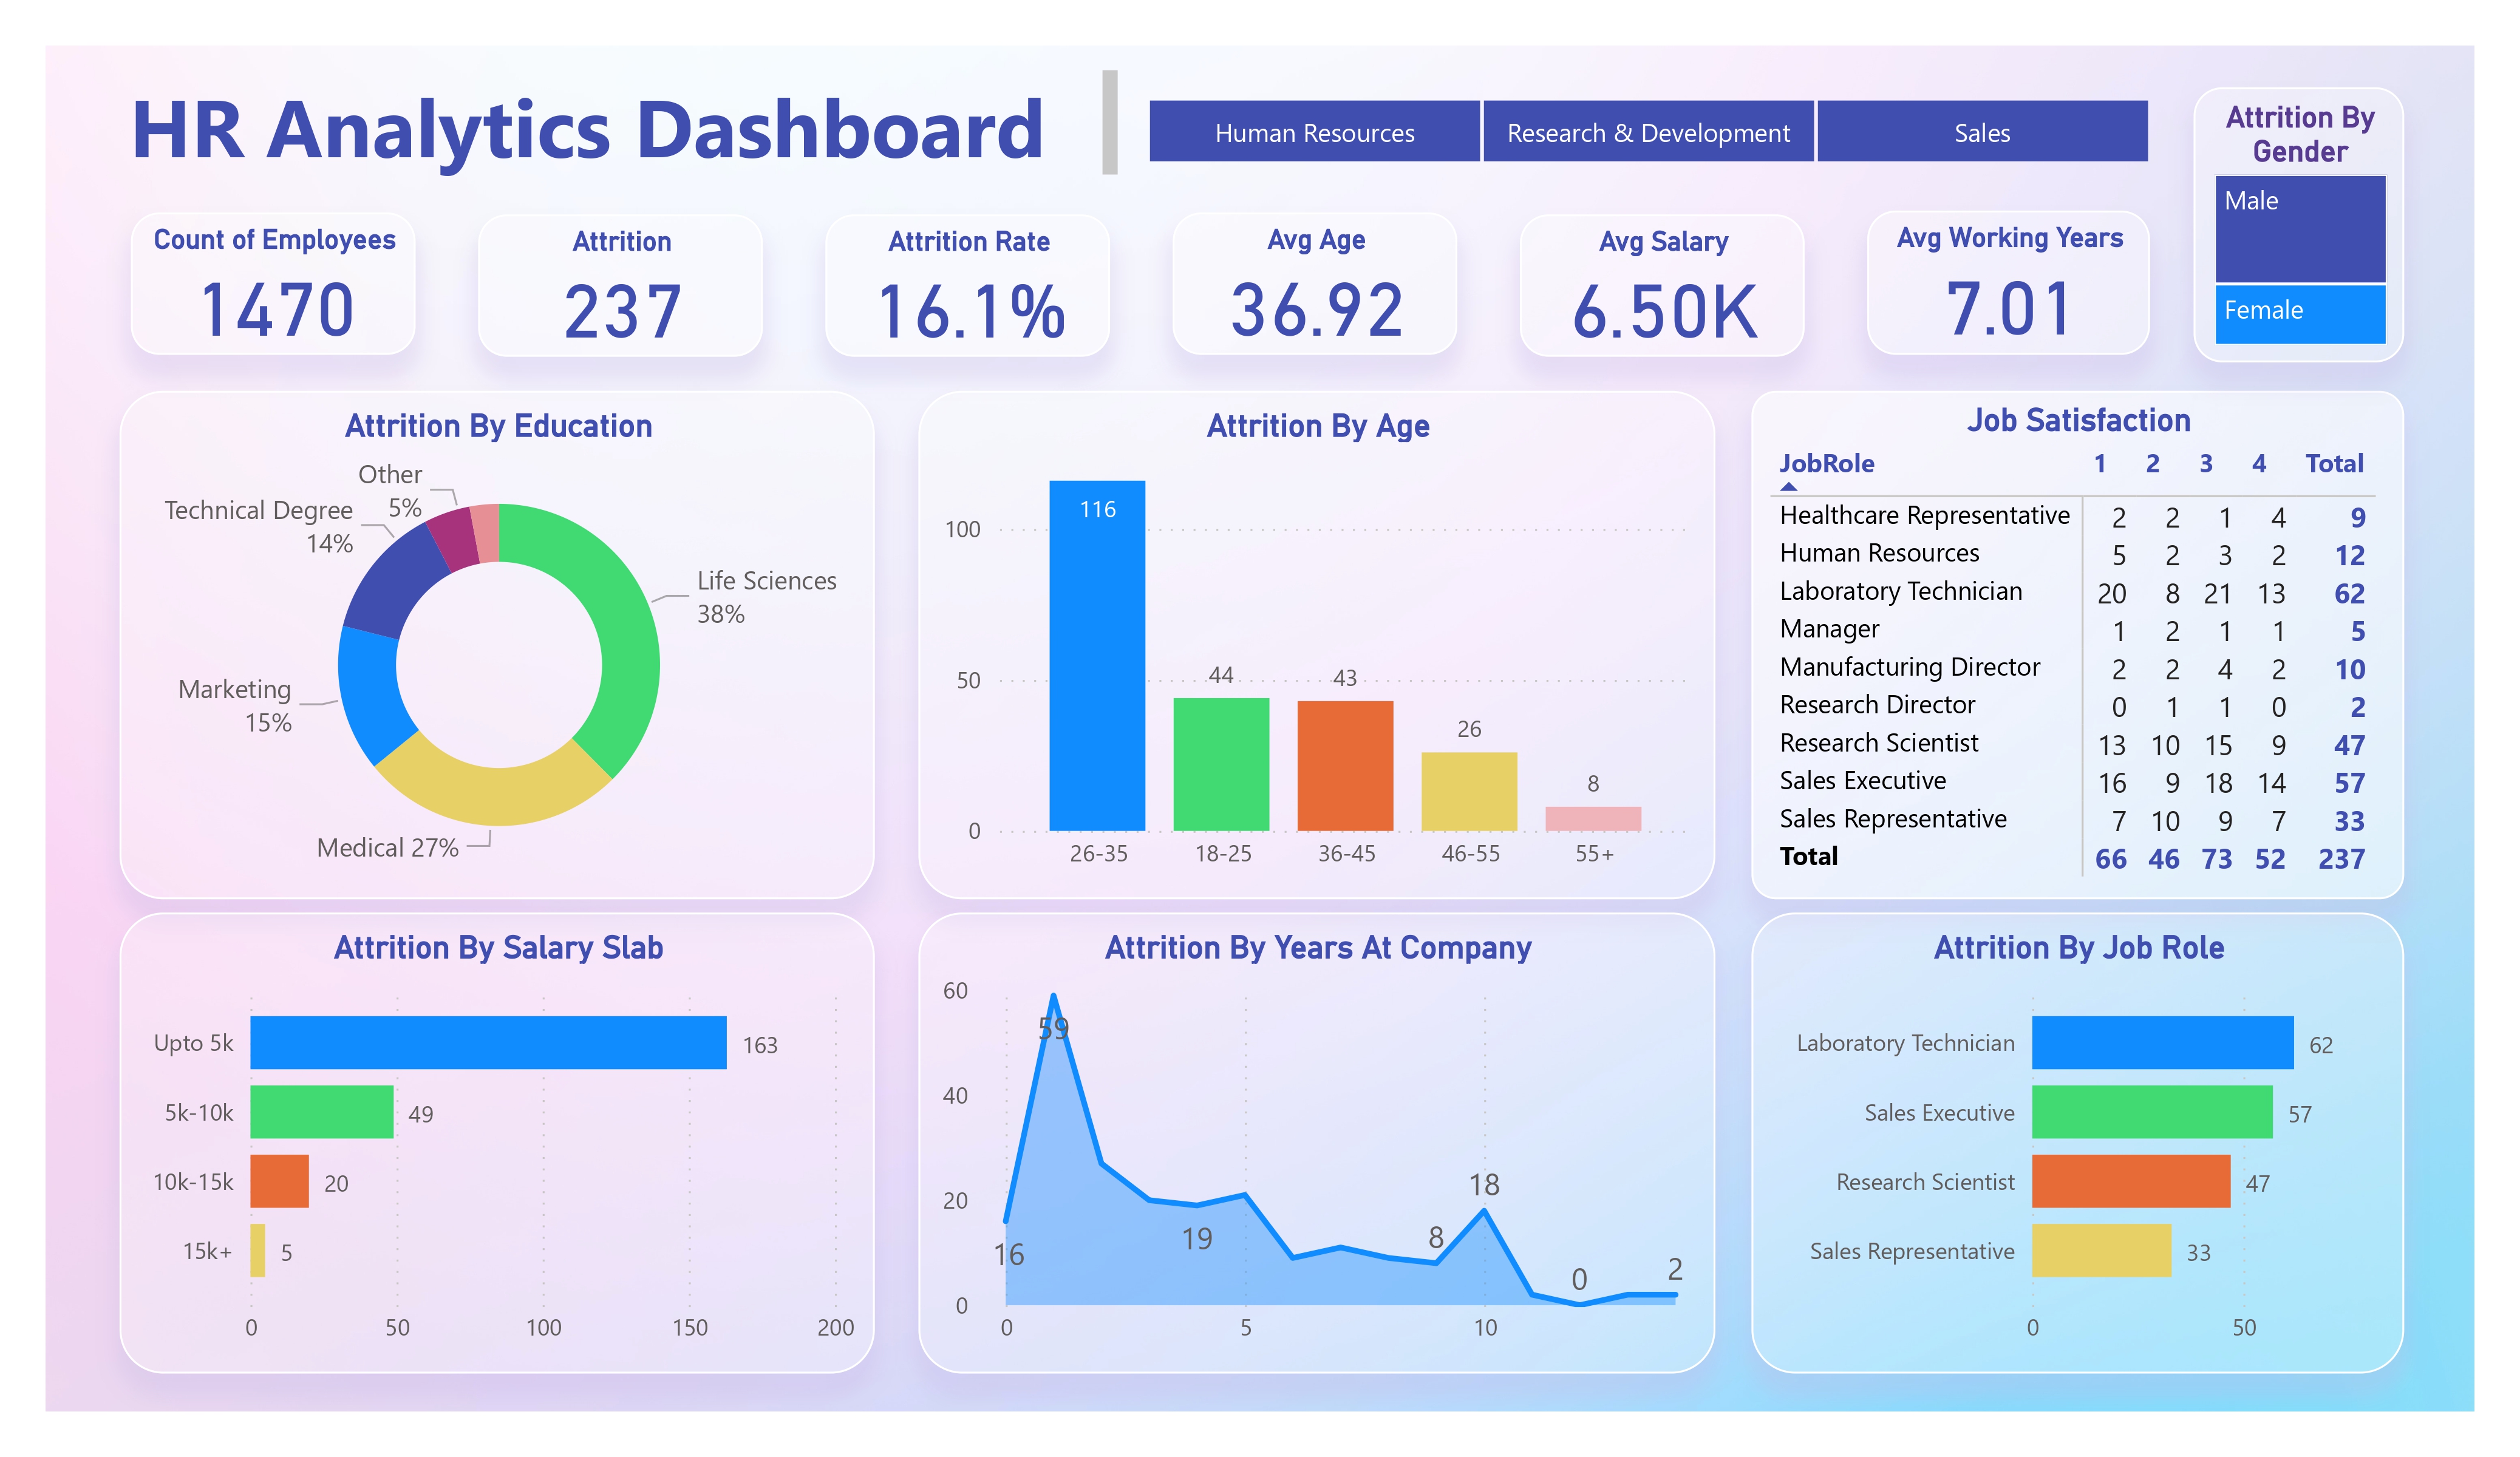 HR Analytics Dashboard
Human Resources
Research & Development
Sales
Attrition By
Gender
Male
Female
Count of Employees
1470
Attrition
237
Attrition Rate
16.1%
Avg Age
36.92
Avg Salary
6.50K
Avg Working Years
7.01
Attrition By Education
Other
5%
Technical Degree
14%
Life Sciences
38%
Marketing
15%
Medical 27%
Attrition By Age
100
50
0
116
44
43
26
8
26-35 18-25 36-45 46-55 55+
Job Satisfaction
JobRole 1 2 3 4 Total
Healthcare Representative 2 2 1 4 9
Human Resources 5 2 3 2 12
Laboratory Technician 20 8 21 13 62
Manager 1 2 1 1 5
Manufacturing Director 2 2 4 2 10
Research Director 0 1 1 0 2
Research Scientist 13 10 15 9 47
Sales Executive 16 9 18 14 57
Sales Representative 7 10 9 7 33
Total 66 46 73 52 237
Attrition By Salary Slab
Upto 5k 163
5k-10k 49
10k-15k 20
15k+ 5
0 50 100 150 200
Attrition By Years At Company
60
40
20
0
16
59
19
8
18
0
2
0 5 10
Attrition By Job Role
Laboratory Technician 62
Sales Executive 57
Research Scientist 47
Sales Representative 33
0 50